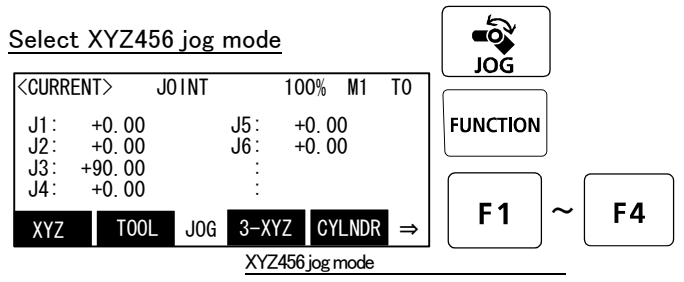 Select XYZ456 jog mode
JOG
<CURRENT> JOINT 100% M1 T0
J1: +0.00 J5: +0.00
J2: +0.00 J6: +0.00
J3: +90.00 :
J4: +0.00 :
XYZ TOOL JOG 3-XYZ CYLNDR ⇒
FUNCTION
F1 ～ F4
XYZ456 jog mode